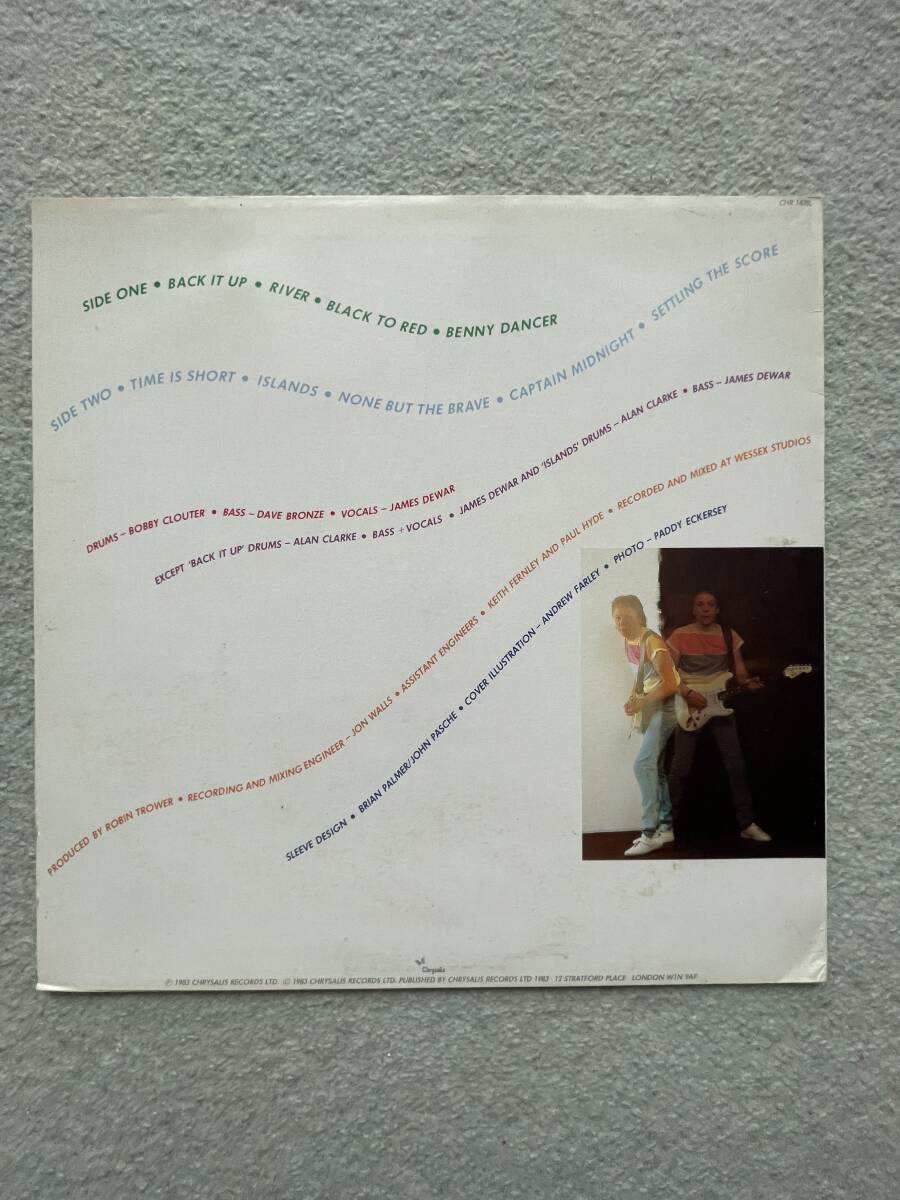 CHR 1420
SIDE ONE • BACK IT UP • RIVER • BLACK TO RED • BENNY DANCER
SIDE TWO • TIME IS SHORT • ISLANDS • NONE BUT THE BRAVE • CAPTAIN MIDNIGHT • SETTLING THE SCORE
DRUMS – BOBBY CLOUTER • BASS – DAVE BRONZE • VOCALS – JAMES DEWAR
EXCEPT 'BACK IT UP' DRUMS – ALAN CLARKE • BASS + VOCALS • JAMES DEWAR AND 'ISLANDS' DRUMS – ALAN CLARKE • BASS – JAMES DEWAR
PRODUCED BY ROBIN TROWER • RECORDING AND MIXING ENGINEER – JON WALLS • ASSISTANT ENGINEERS • KEITH FERNLEY AND PAUL HYDE • RECORDED AND MIXED AT WESSEX STUDIOS
SLEEVE DESIGN • BRIAN PALMER/JOHN PASCHE • COVER ILLUSTRATION – ANDREW FARLEY • PHOTO – PADDY ECKERSEY
Chrysalis
℗ 1983 CHRYSALIS RECORDS LTD © 1983 CHRYSALIS RECORDS LTD. PUBLISHED BY CHRYSALIS RECORDS LTD 1983 · 12 STRATFORD PLACE LONDON W1N 9AF